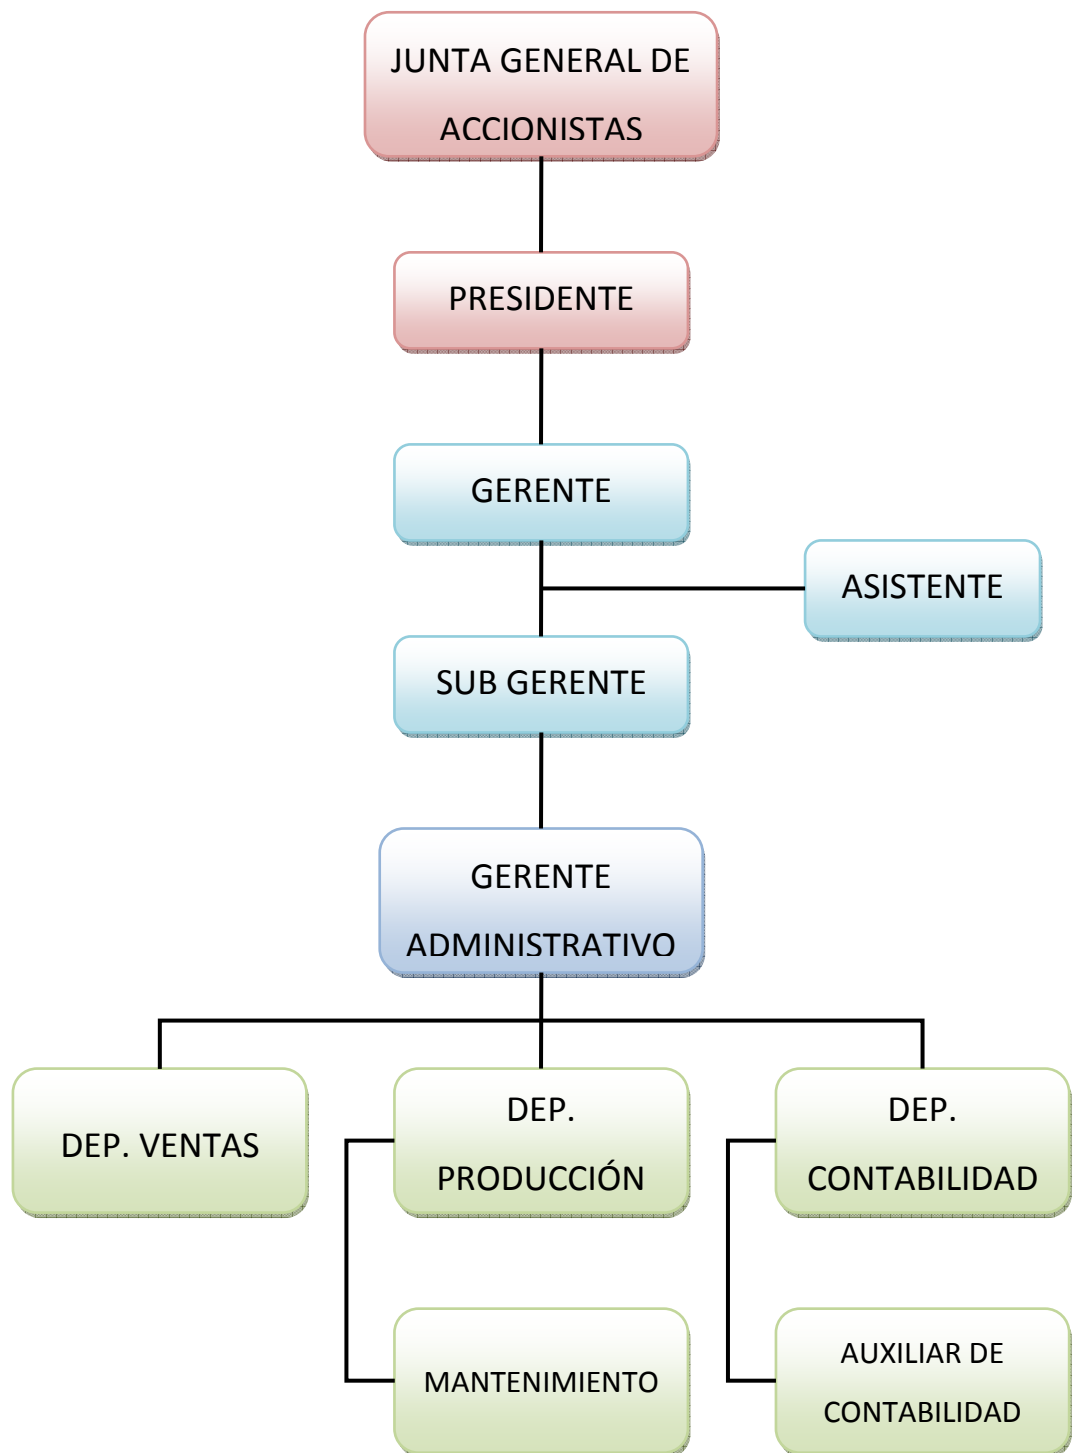 JUNTA GENERAL DE
ACCIONISTAS
PRESIDENTE
GERENTE
ASISTENTE
SUB GERENTE
GERENTE
ADMINISTRATIVO
DEP. VENTAS
DEP.
PRODUCCIÓN
DEP.
CONTABILIDAD
MANTENIMIENTO
AUXILIAR DE
CONTABILIDAD